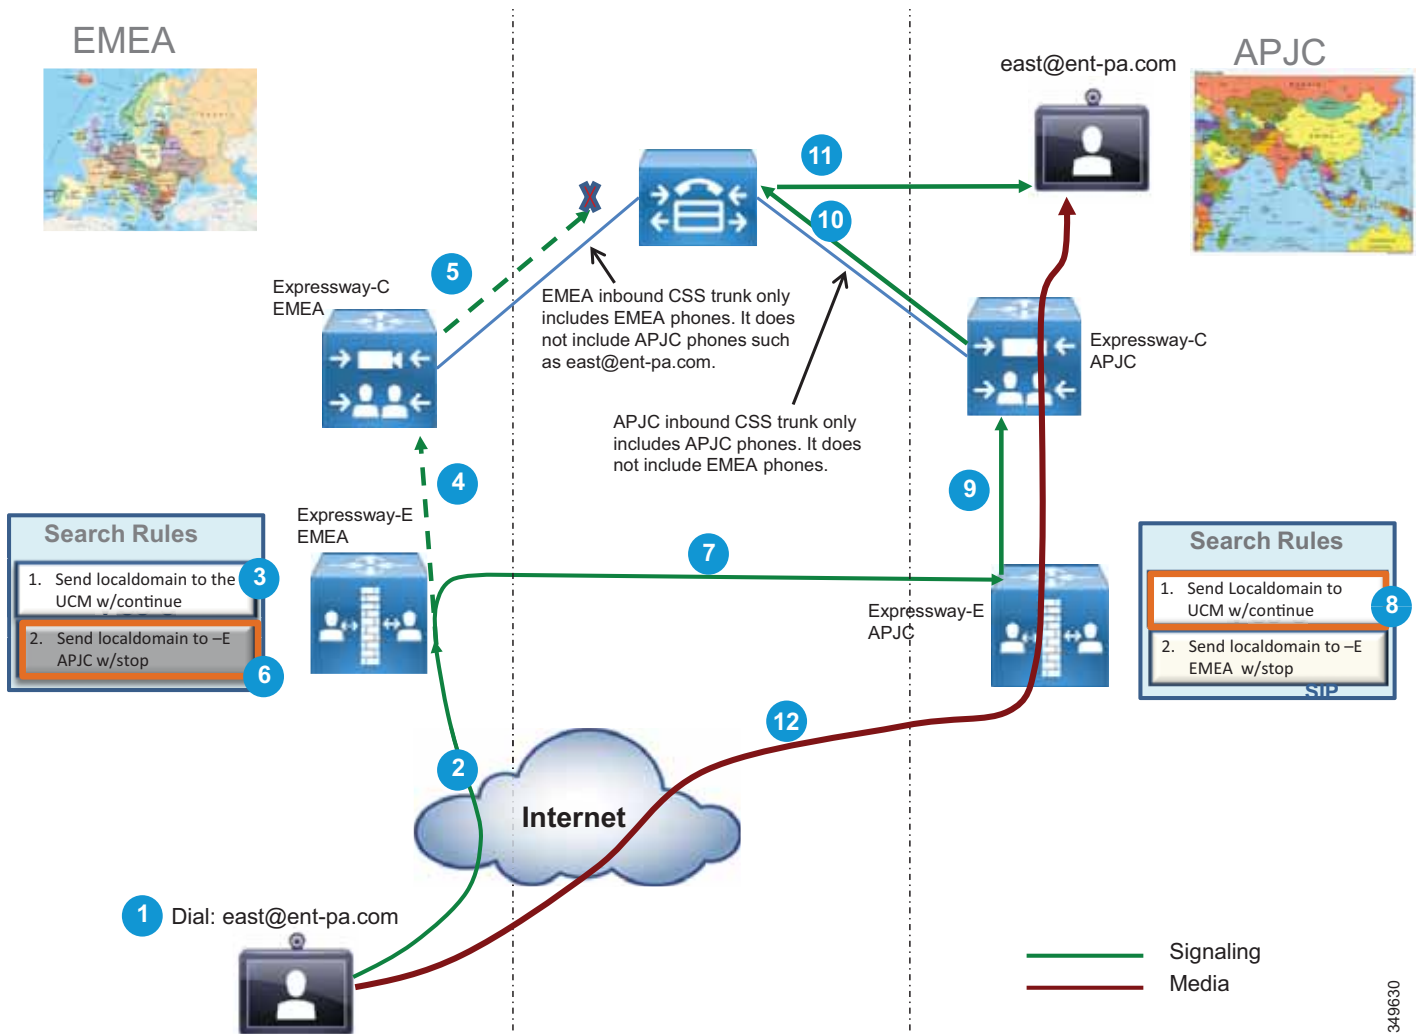 EMEA
APJC
east@ent-pa.com
11
10
5
Expressway-C
EMEA
EMEA inbound CSS trunk only
includes EMEA phones. It does
not include APJC phones such
as east@ent-pa.com.
Expressway-C
APJC
APJC inbound CSS trunk only
includes APJC phones. It does
not include EMEA phones.
4
9
Expressway-E
EMEA
Search Rules
1. Send localdomain to the
UCM w/continue
3
2. Send localdomain to –E
APJC w/stop
6
7
Expressway-E
APJC
Search Rules
1. Send Localdomain to
UCM w/continue
8
2. Send localdomain to –E
EMEA w/stop
SIP
12
2
Internet
1
Dial: east@ent-pa.com
Signaling
Media
349630